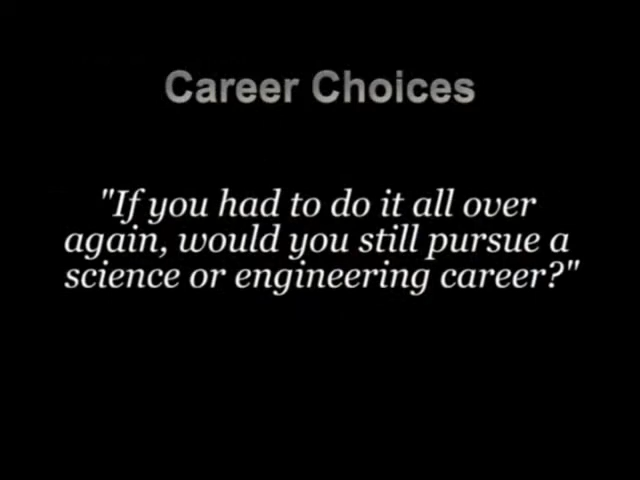 Career Choices
"If you had to do it all over
again, would you still pursue a
science or engineering career?"